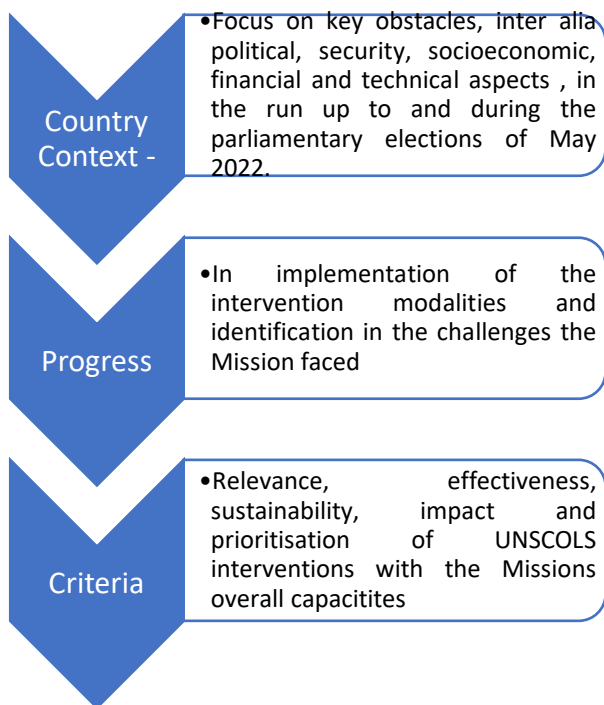 Country
Context -
•Focus on key obstacles, inter alia
political, security, socioeconomic,
financial and technical aspects , in
the run up to and during the
parliamentary elections of May
2022.
Progress
•In implementation of the
intervention modalities and
identification in the challenges the
Mission faced
Criteria
•Relevance, effectiveness,
sustainability, impact and
prioritisation of UNSCOLS
interventions with the Missions
overall capacitites